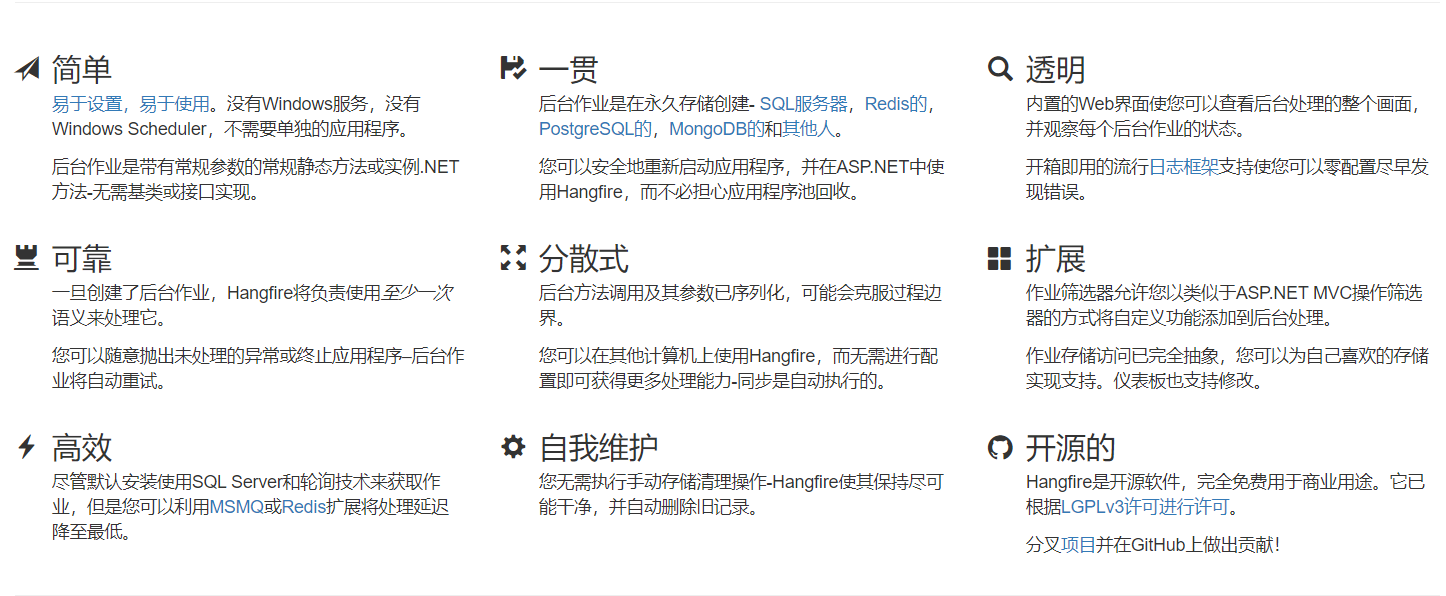 简单
易于设置，易于使用。没有Windows服务，没有
Windows Scheduler，不需要单独的应用程序。
后台作业是带有常规参数的常规静态方法或实例.NET
方法-无需基类或接口实现。
一贯
后台作业是在永久存储创建- SQL服务器，Redis的，
PostgreSQL的，MongoDB的和其他人。
您可以安全地重新启动应用程序，并在ASP.NET中使
用Hangfire，而不必担心应用程序池回收。
透明
内置的Web界面使您可以查看后台处理的整个画面，
并观察每个后台作业的状态。
开箱即用的流行日志框架支持使您可以零配置尽早发
现错误。
可靠
一旦创建了后台作业，Hangfire将负责使用至少一次
语义来处理它。
您可以随意抛出未处理的异常或终止应用程序–后台作
业将自动重试。
分散式
后台方法调用及其参数已序列化，可能会克服过程边
界。
您可以在其他计算机上使用Hangfire，而无需进行配
置即可获得更多处理能力-同步是自动执行的。
扩展
作业筛选器允许您以类似于ASP.NET MVC操作筛选
器的方式将自定义功能添加到后台处理。
作业存储访问已完全抽象，您可以为自己喜欢的存储
实现支持。仪表板也支持修改。
高效
尽管默认安装使用SQL Server和轮询技术来获取作
业，但是您可以利用MSMQ或Redis扩展将处理延迟
降至最低。
自我维护
您无需执行手动存储清理操作-Hangfire使其保持尽可
能干净，并自动删除旧记录。
开源的
Hangfire是开源软件，完全免费用于商业用途。它已
根据LGPLv3许可进行许可。
分叉项目并在GitHub上做出贡献！